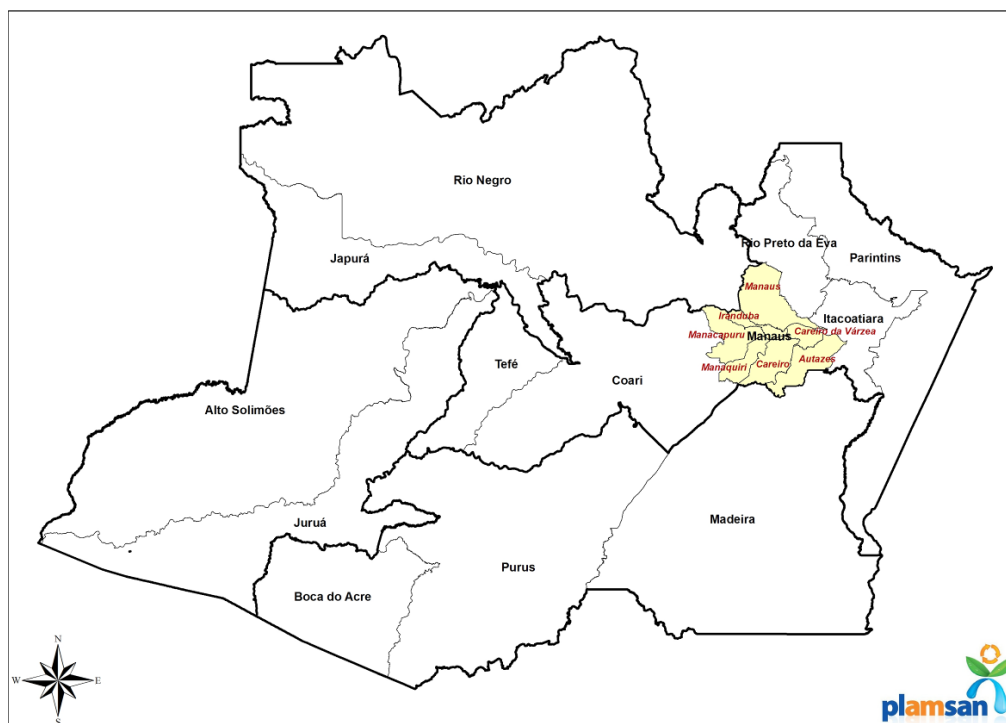 Rio Negro
Rio Preto da Eva
Parintins
Japurá
Manaus
Iranduba
Itacoatiara
Manacapuru
Manaus
Careiro da Várzea
Tefé
Manaquiri
Careiro
Autazes
Coari
Alto Solimões
Juruá
Madeira
Purus
Boca do Acre
N
W
E
S
plamsan